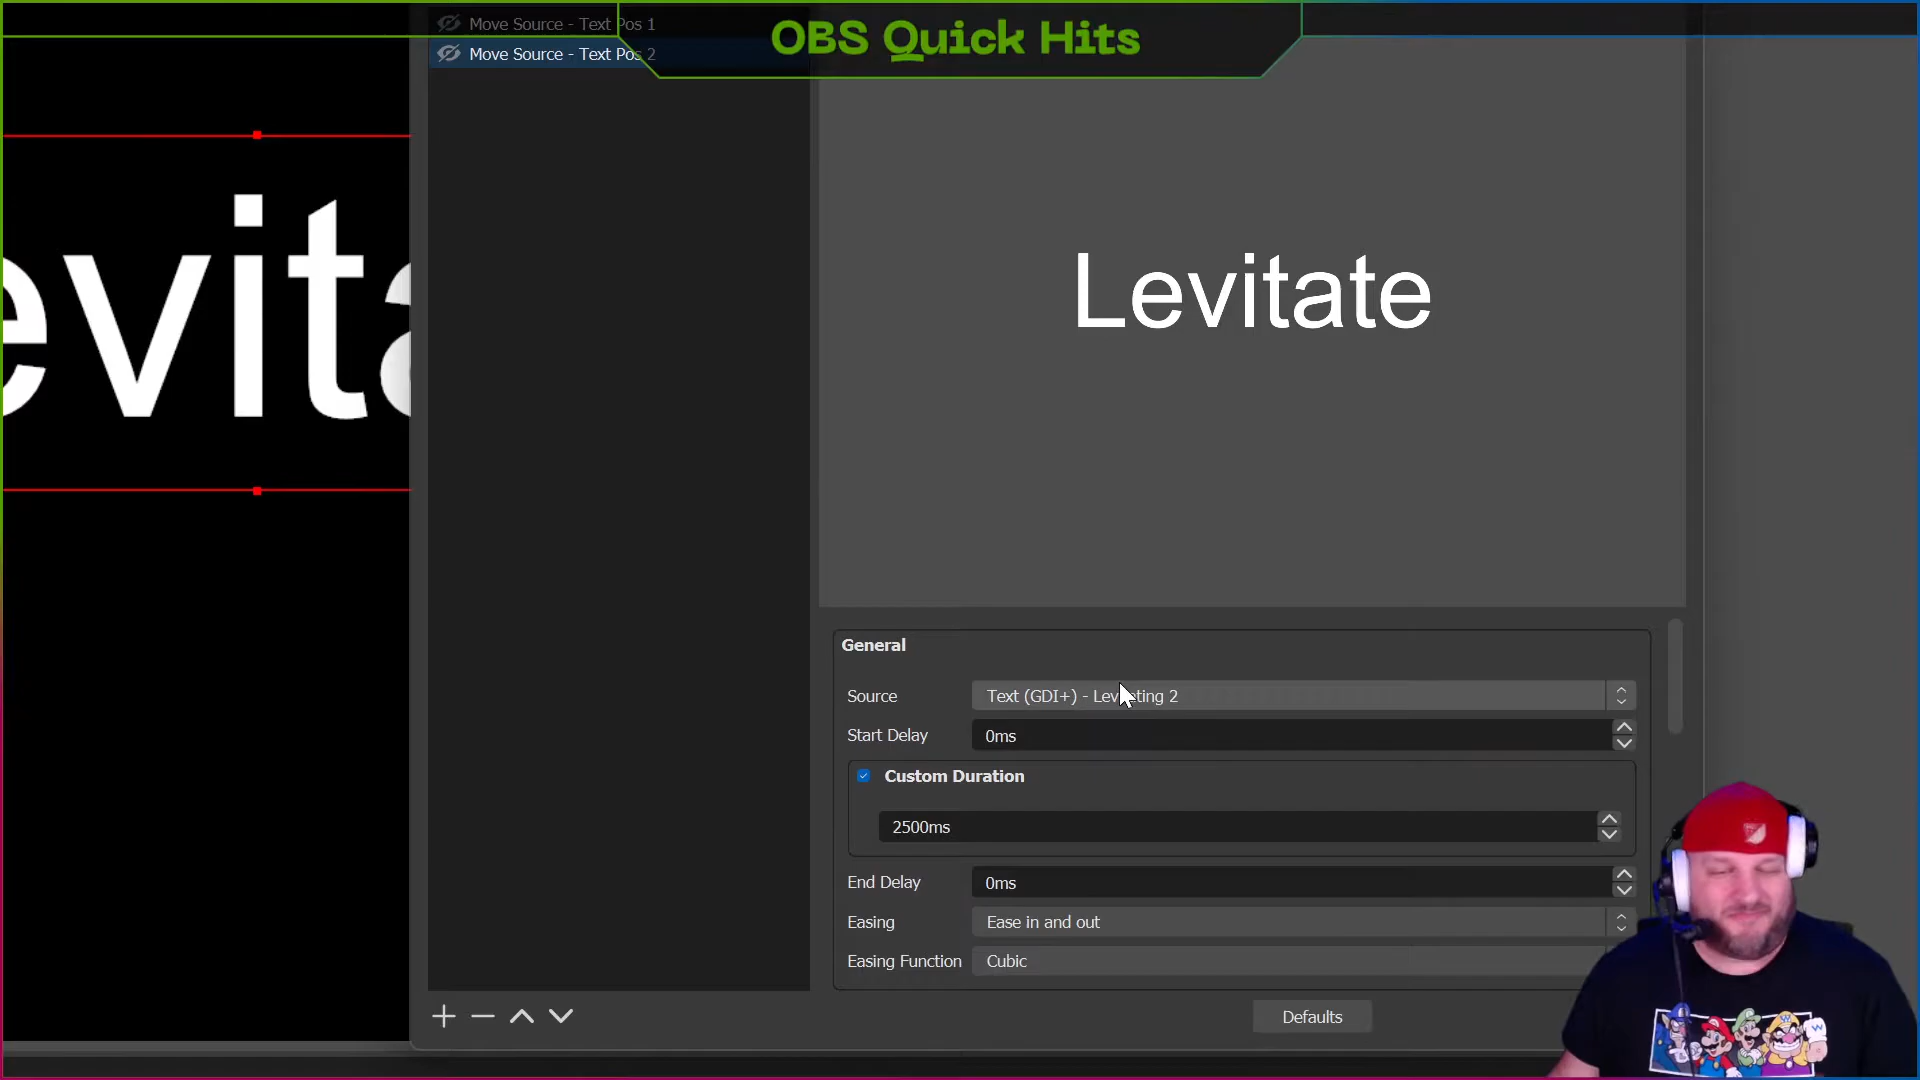 OBS Quick Hits
Move Source - Text Pos 1
Move Source - Text Pos 2
evita
Levitate
General
Source
Text (GDI+) - Levitating 2
Start Delay
0ms
Custom Duration
2500ms
End Delay
0ms
Easing
Ease in and out
Easing Function
Cubic
Defaults